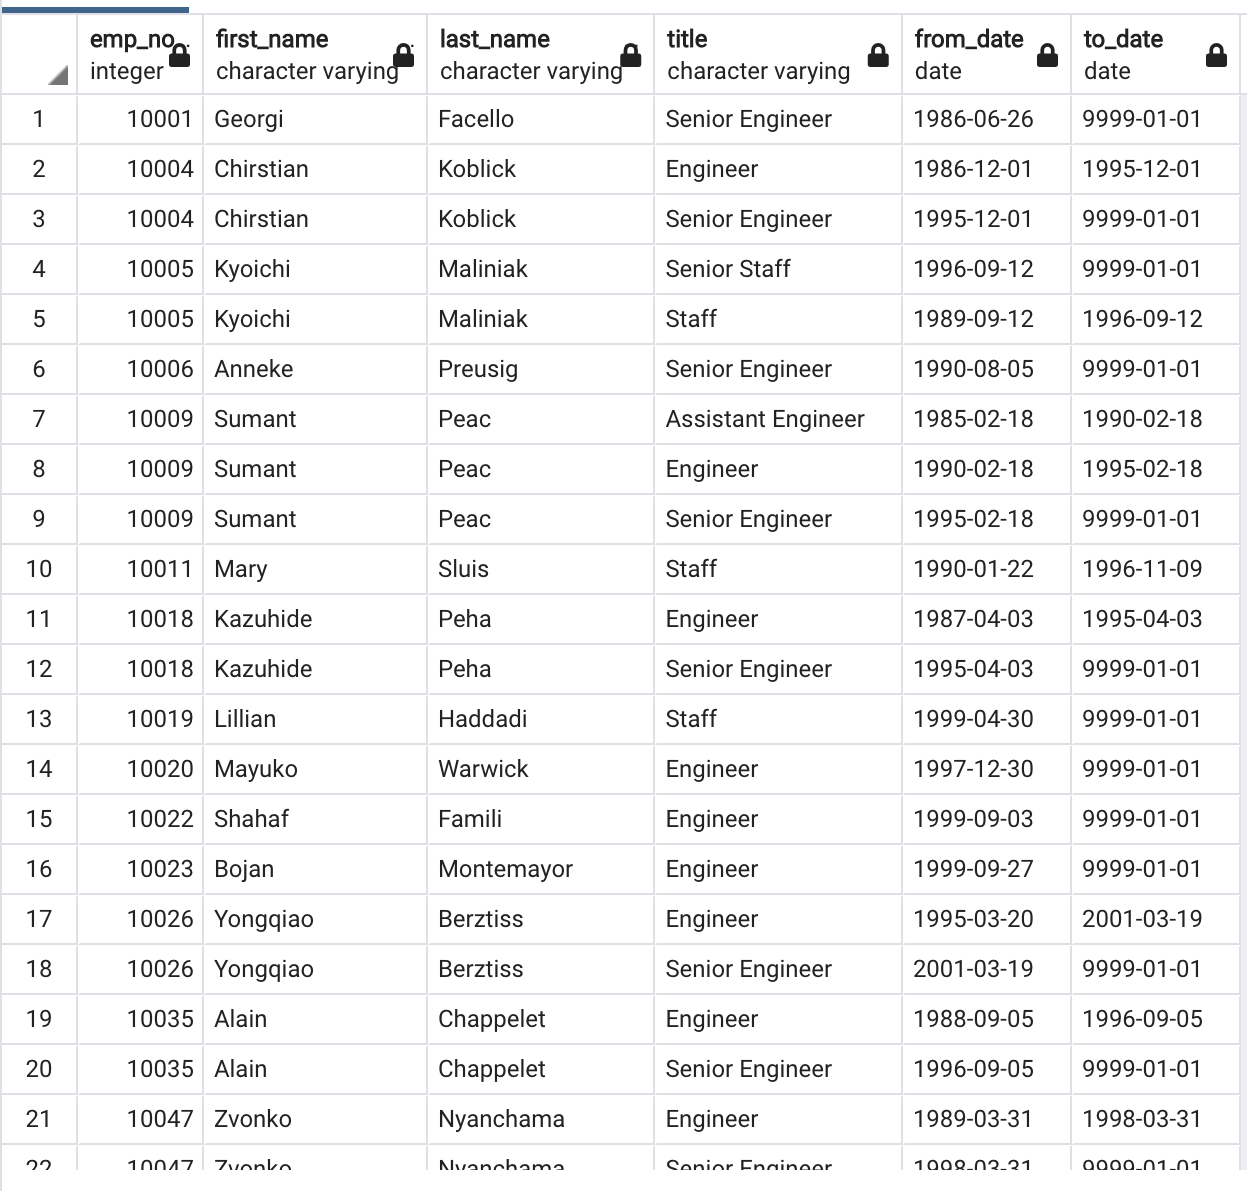 emp_no first_name last_name title from_date to_date
integer character varying character varying character varying date date
1 10001 Georgi Facello Senior Engineer 1986-06-26 9999-01-01
2 10004 Chirstian Koblick Engineer 1986-12-01 1995-12-01
3 10004 Chirstian Koblick Senior Engineer 1995-12-01 9999-01-01
4 10005 Kyoichi Maliniak Senior Staff 1996-09-12 9999-01-01
5 10005 Kyoichi Maliniak Staff 1989-09-12 1996-09-12
6 10006 Anneke Preusig Senior Engineer 1990-08-05 9999-01-01
7 10009 Sumant Peac Assistant Engineer 1985-02-18 1990-02-18
8 10009 Sumant Peac Engineer 1990-02-18 1995-02-18
9 10009 Sumant Peac Senior Engineer 1995-02-18 9999-01-01
10 10011 Mary Sluis Staff 1990-01-22 1996-11-09
11 10018 Kazuhide Peha Engineer 1987-04-03 1995-04-03
12 10018 Kazuhide Peha Senior Engineer 1995-04-03 9999-01-01
13 10019 Lillian Haddadi Staff 1999-04-30 9999-01-01
14 10020 Mayuko Warwick Engineer 1997-12-30 9999-01-01
15 10022 Shahaf Famili Engineer 1999-09-03 9999-01-01
16 10023 Bojan Montemayor Engineer 1999-09-27 9999-01-01
17 10026 Yongqiao Berztiss Engineer 1995-03-20 2001-03-19
18 10026 Yongqiao Berztiss Senior Engineer 2001-03-19 9999-01-01
19 10035 Alain Chappelet Engineer 1988-09-05 1996-09-05
20 10035 Alain Chappelet Senior Engineer 1996-09-05 9999-01-01
21 10047 Zvonko Nyanchama Engineer 1989-03-31 1998-03-31
22 10047 Zvonko Nyanchama Senior Engineer 1998-03-31 9999-01-01